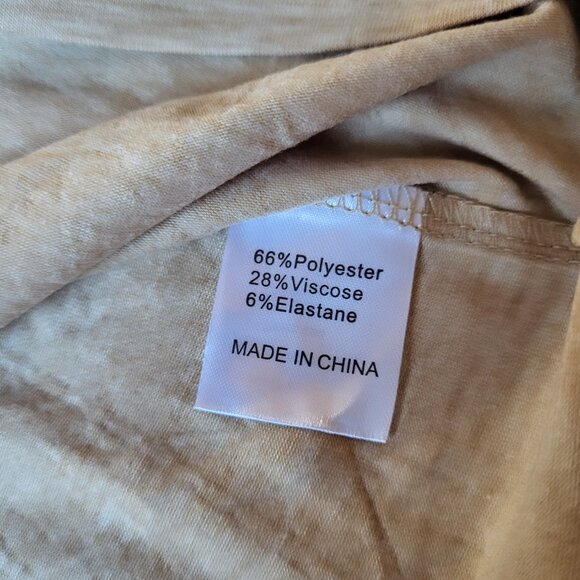 66%Polyester
28%Viscose
6%Elastane
MADE IN CHINA